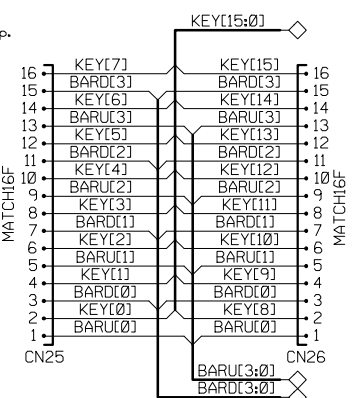 KEY[15:0]
p.
16 KEY[7] KEY[15] 16
15 BARD[3] BARD[3] 15
14 KEY[6] KEY[14] 14
13 BARU[3] BARU[3] 13
12 KEY[5] KEY[13] 12
11 BARD[2] BARD[2] 11
10 KEY[4] KEY[12] 10
9 BARU[2] BARU[2] 9
8 KEY[3] KEY[11] 8
7 BARD[1] BARD[1] 7
6 KEY[2] KEY[10] 6
5 BARU[1] BARU[1] 5
4 KEY[1] KEY[9] 4
3 BARD[0] BARD[0] 3
2 KEY[0] KEY[8] 2
1 BARU[0] BARU[0] 1
MATCH16F
MATCH16F
CN25 CN26
BARU[3:0]
BARD[3:0]